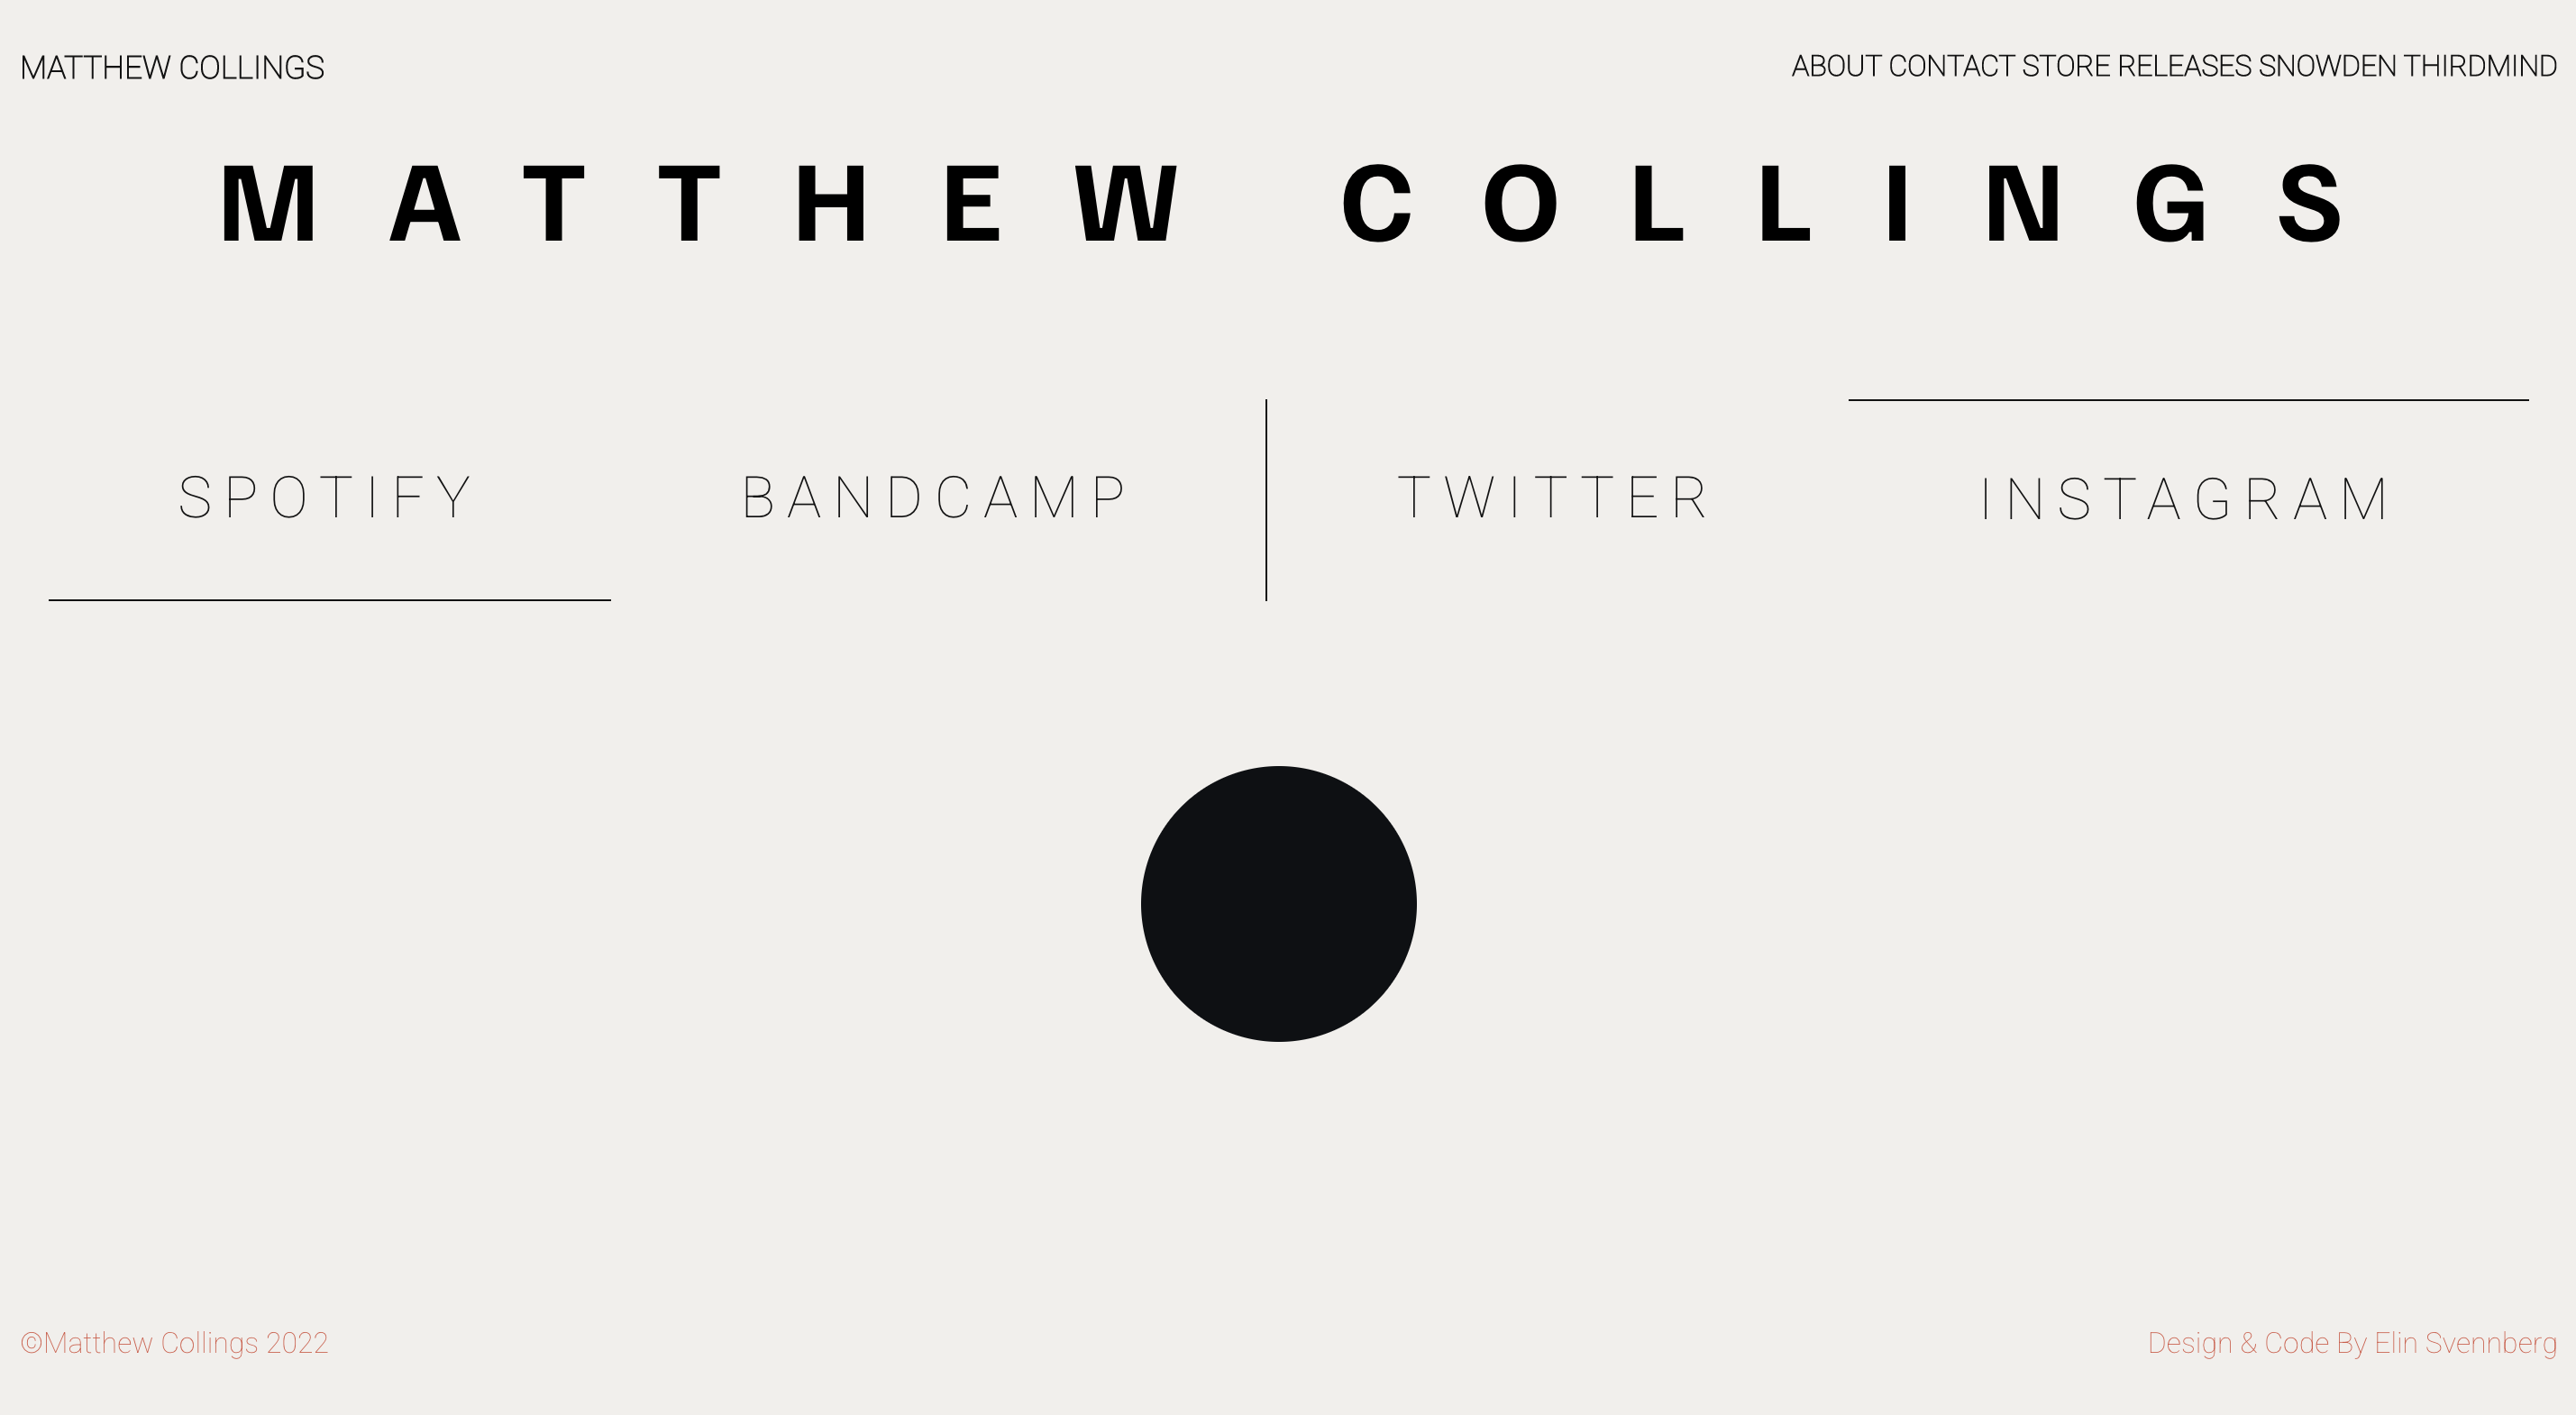 MATTHEW COLLINGS
ABOUT CONTACT STORE RELEASES SNOWDEN THIRDMIND
MATTHEW COLLINGS
SPOTIFY
BANDCAMP
TWITTER
INSTAGRAM
©Matthew Collings 2022
Design & Code By Elin Svennberg